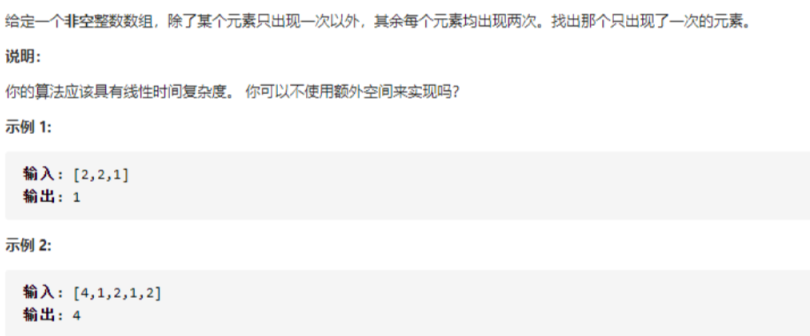 给定一个非空整数数组，除了某个元素只出现一次以外，其余每个元素均出现两次。找出那个只出现了一次的元素。
说明：
你的算法应该具有线性时间复杂度。 你可以不使用额外空间来实现吗？
示例 1:
输入: [2,2,1]
输出: 1
示例 2:
输入: [4,1,2,1,2]
输出: 4